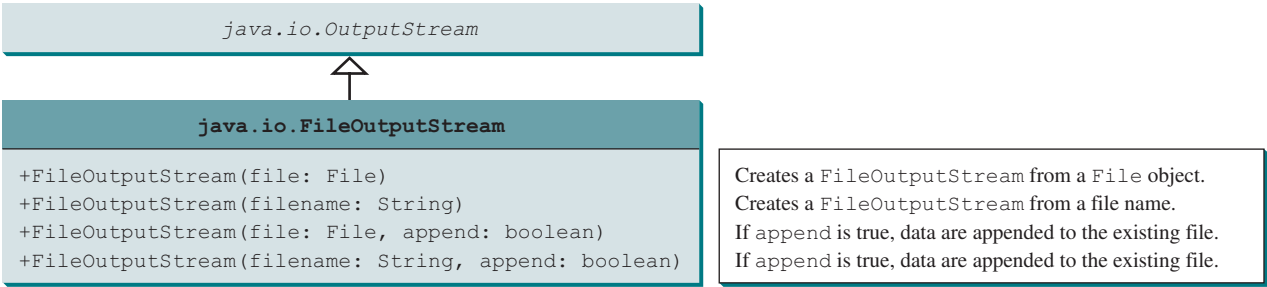 java.io.OutputStream
java.io.FileOutputStream
+FileOutputStream(file: File)
+FileOutputStream(filename: String)
+FileOutputStream(file: File, append: boolean)
+FileOutputStream(filename: String, append: boolean)
Creates a FileOutputStream from a File object.
Creates a FileOutputStream from a file name.
If append is true, data are appended to the existing file.
If append is true, data are appended to the existing file.